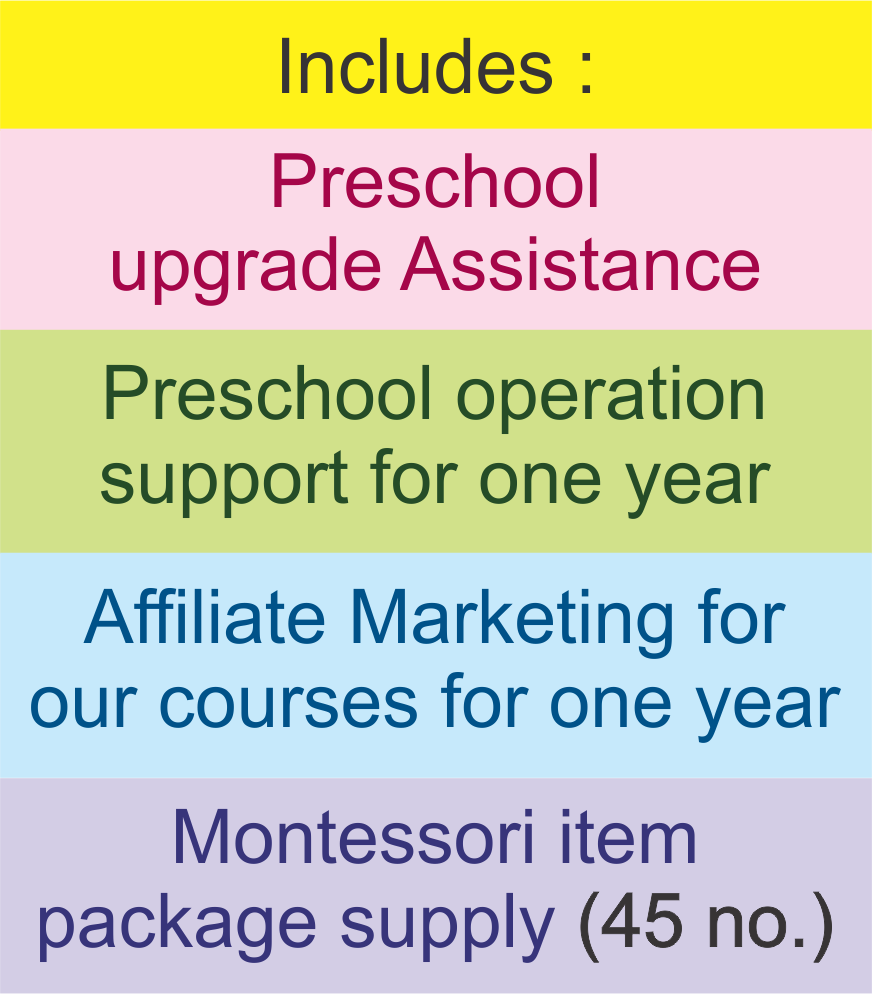 Includes :
Preschool
upgrade Assistance
Preschool operation
support for one year
Affiliate Marketing for
our courses for one year
Montessori item
package supply (45 no.)